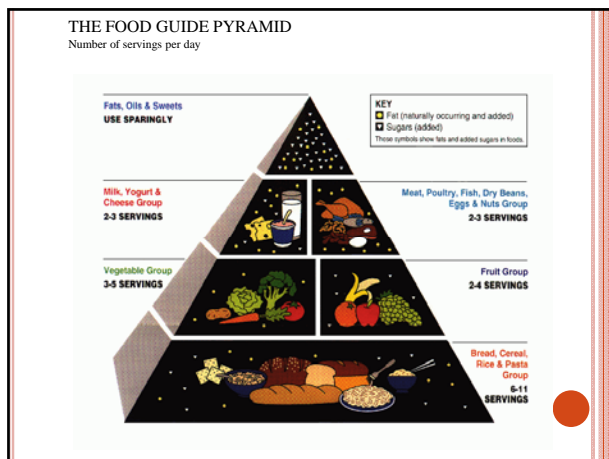 THE FOOD GUIDE PYRAMID
Number of servings per day
Fats, Oils & Sweets
USE SPARINGLY
KEY
Fat (naturally occurring and added)
Sugars (added)
These symbols show fats and added sugars in foods.
Milk, Yogurt &
Cheese Group
2-3 SERVINGS
Meat, Poultry, Fish, Dry Beans,
Eggs & Nuts Group
2-3 SERVINGS
Vegetable Group
3-5 SERVINGS
Fruit Group
2-4 SERVINGS
Bread, Cereal,
Rice & Pasta
Group
6-11
SERVINGS